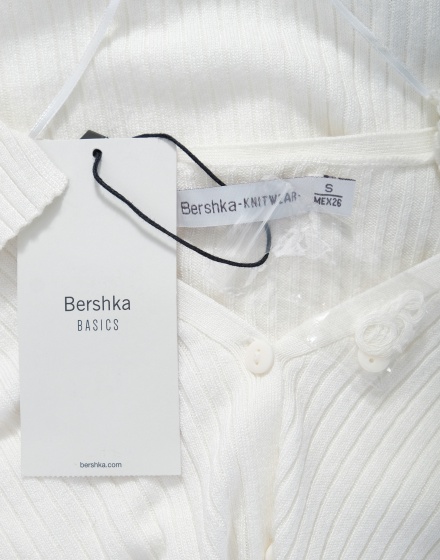 Bershka-KNITWEAR-
S
MEX26
Bershka
BASICS
bershka.com